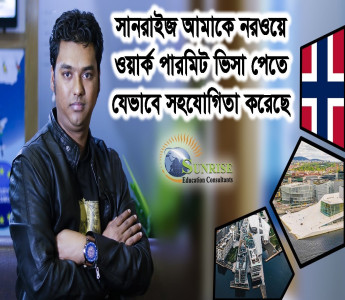 সানরাইজ আমাকে নরওয়ে
ওয়ার্ক পারমিট ভিসা পেতে
যেভাবে সহযোগিতা করেছে
SUNRISE
Education Consultants